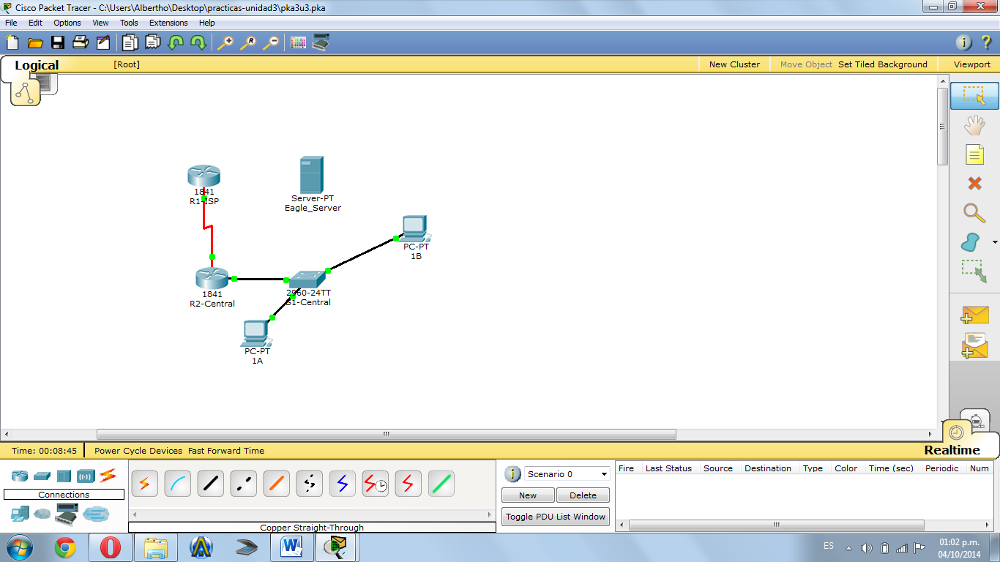 Cisco Packet Tracer - C:\Users\Albertho\Desktop\practicas-unidad3\pka3u3.pka
File Edit Options View Tools Extensions Help
Logical [Root] New Cluster Move Object Set Tiled Background Viewport
1841
R1-ISP
Server-PT
Eagle_Server
PC-PT
1B
1841
R2-Central
2960-24TT
S1-Central
PC-PT
1A
Time: 00:08:45 Power Cycle Devices Fast Forward Time Realtime
Connections
Copper Straight-Through
Scenario 0
New Delete
Toggle PDU List Window
Fire Last Status Source Destination Type Color Time (sec) Periodic Num
ES 01:02 p.m.
04/10/2014